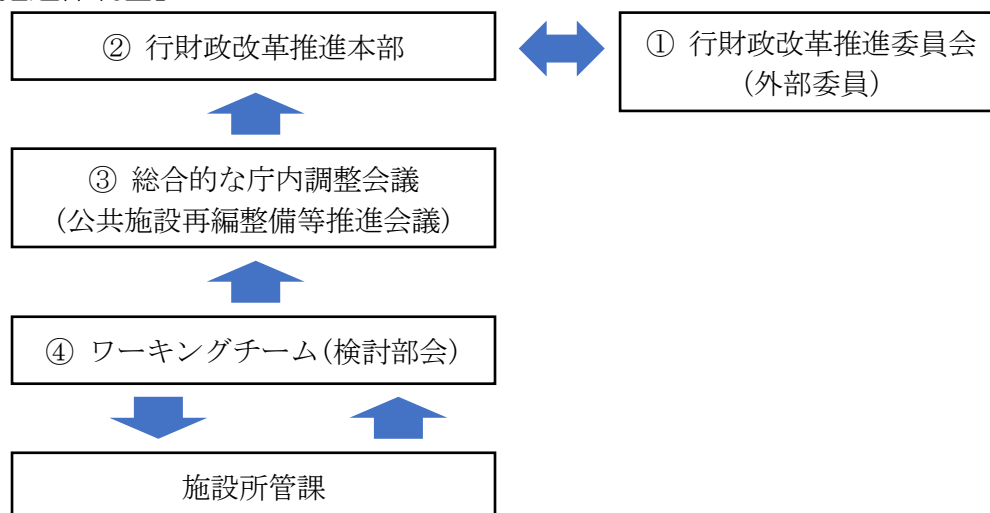 ② 行財政改革推進本部
① 行財政改革推進委員会
(外部委員)
③ 総合的な庁内調整会議
(公共施設再編整備等推進会議)
④ ワーキングチーム(検討部会)
施設所管課